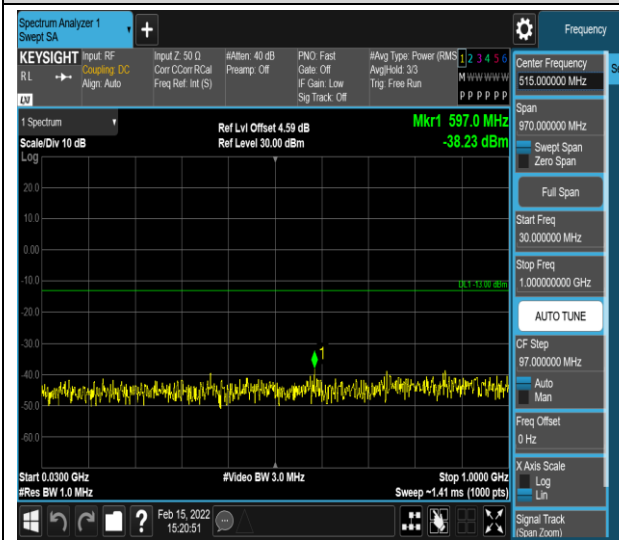 Spectrum Analyzer 1
Swept SA
Frequency
KEYSIGHT
RL
LXI
Input: RF
Coupling: DC
Align: Auto
Input Z: 50 Ω
Corr CCorr RCal
Freq Ref: Int (S)
#Atten: 40 dB
Preamp: Off
PNO: Fast
Gate: Off
IF Gain: Low
Sig Track: Off
#Avg Type: Power (RMS
Avg|Hold: 3/3
Trig: Free Run
1 2 3 4 5 6
M W W W W W
P P P P P P
1 Spectrum
Scale/Div 10 dB
Log
Ref Lvl Offset 4.59 dB
Ref Level 30.00 dBm
Mkr1 597.0 MHz
-38.23 dBm
20.0
10.0
0.00
-10.0
DL1 -13.00 dBm
-20.0
-30.0
1
-40.0
-50.0
-60.0
Start 0.0300 GHz
#Res BW 1.0 MHz
#Video BW 3.0 MHz
Stop 1.0000 GHz
Sweep ~1.41 ms (1000 pts)
Feb 15, 2022
15:20:51
Center Frequency
515.000000 MHz
Span
970.000000 MHz
Swept Span
Zero Span
Full Span
Start Freq
30.000000 MHz
Stop Freq
1.000000000 GHz
AUTO TUNE
CF Step
97.000000 MHz
Auto
Man
Freq Offset
0 Hz
X Axis Scale
Log
Lin
Signal Track
(Span Zoom)